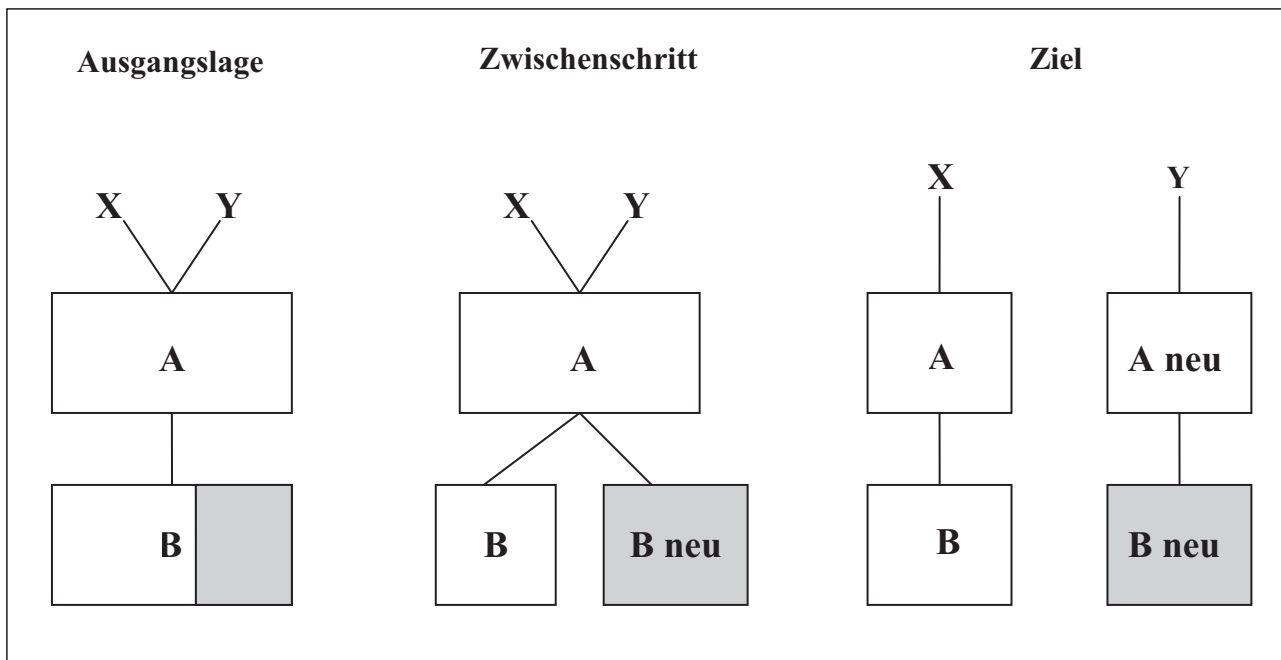 Ausgangslage Zwischenschritt Ziel
X Y X Y X Y
A A A A neu
B B B neu B B neu